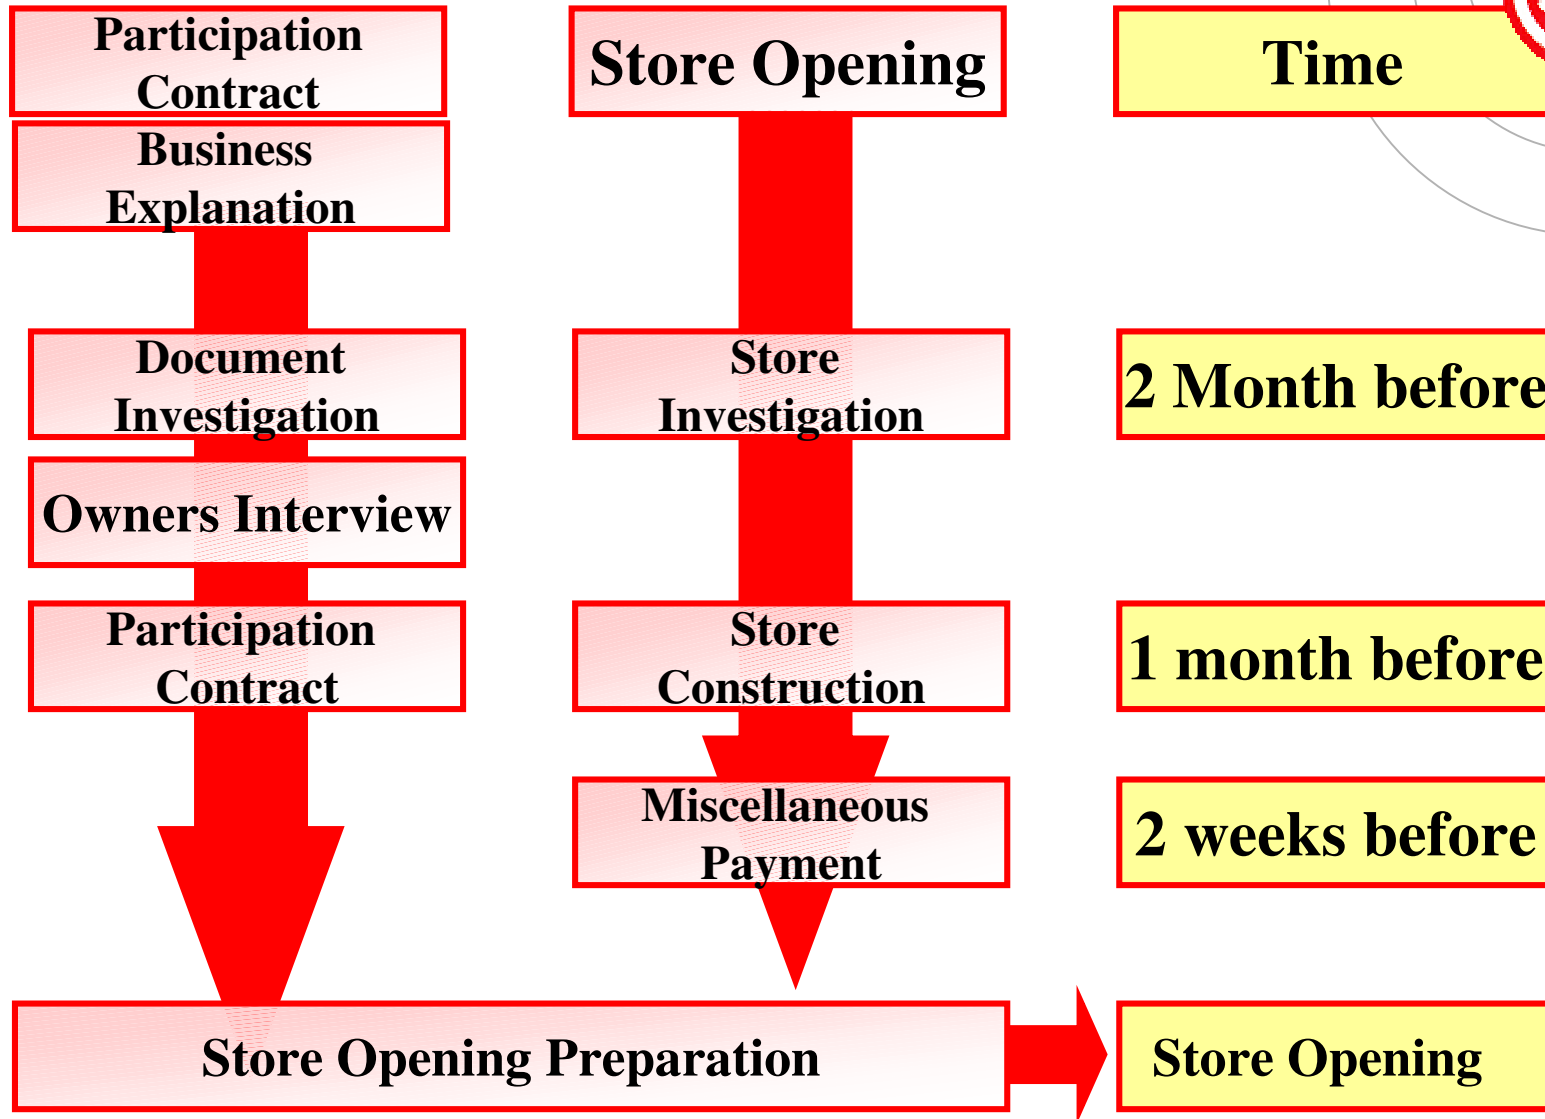 Participation
Contract
Store Opening
Time
Business
Explanation
Document
Investigation
Store
Investigation
2 Month before
Owners Interview
Participation
Contract
Store
Construction
1 month before
Miscellaneous
Payment
2 weeks before
Store Opening Preparation
Store Opening